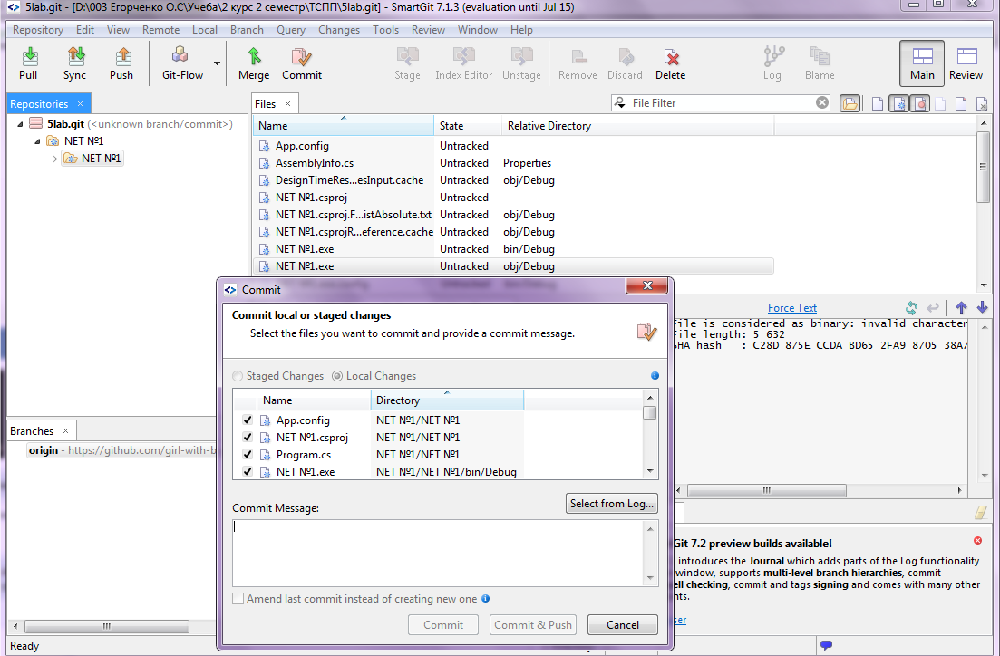 5lab.git - [D:\003 Егорченко О.С\Учеба\2 курс 2 семестр\ТСПП\5lab.git] - SmartGit 7.1.3 (evaluation until Jul 15)
Repository Edit View Remote Local Branch Query Changes Tools Review Window Help
Pull Sync Push Git-Flow Merge Commit Stage Index Editor Unstage Remove Discard Delete Log Blame Main Review
Repositories
5lab.git (<unknown branch/commit>)
NET №1
NET №1
Files
File Filter
Name State Relative Directory
App.config Untracked
AssemblyInfo.cs Untracked Properties
DesignTimeRes...esInput.cache Untracked obj/Debug
NET №1.csproj Untracked
NET №1.csproj.F...istAbsolute.txt Untracked obj/Debug
NET №1.csprojR...eference.cache Untracked obj/Debug
NET №1.exe Untracked bin/Debug
NET №1.exe Untracked obj/Debug
Force Text
File is considered as binary: invalid character
File length: 5 632
SHA hash : C28D 875E CCDA BD65 2FA9 8705 38A7
Commit
Commit local or staged changes
Select the files you want to commit and provide a commit message.
Staged Changes Local Changes
Name Directory
App.config NET №1/NET №1
NET №1.csproj NET №1/NET №1
Program.cs NET №1/NET №1
NET №1.exe NET №1/NET №1/bin/Debug
Select from Log...
Commit Message:
Amend last commit instead of creating new one
Commit Commit & Push Cancel
Branches
origin - https://github.com/girl-with-b
Git 7.2 preview builds available!
introduces the Journal which adds parts of the Log functionality
window, supports multi-level branch hierarchies, commit
ell checking, commit and tags signing and comes with many other
nts.
ser
Ready